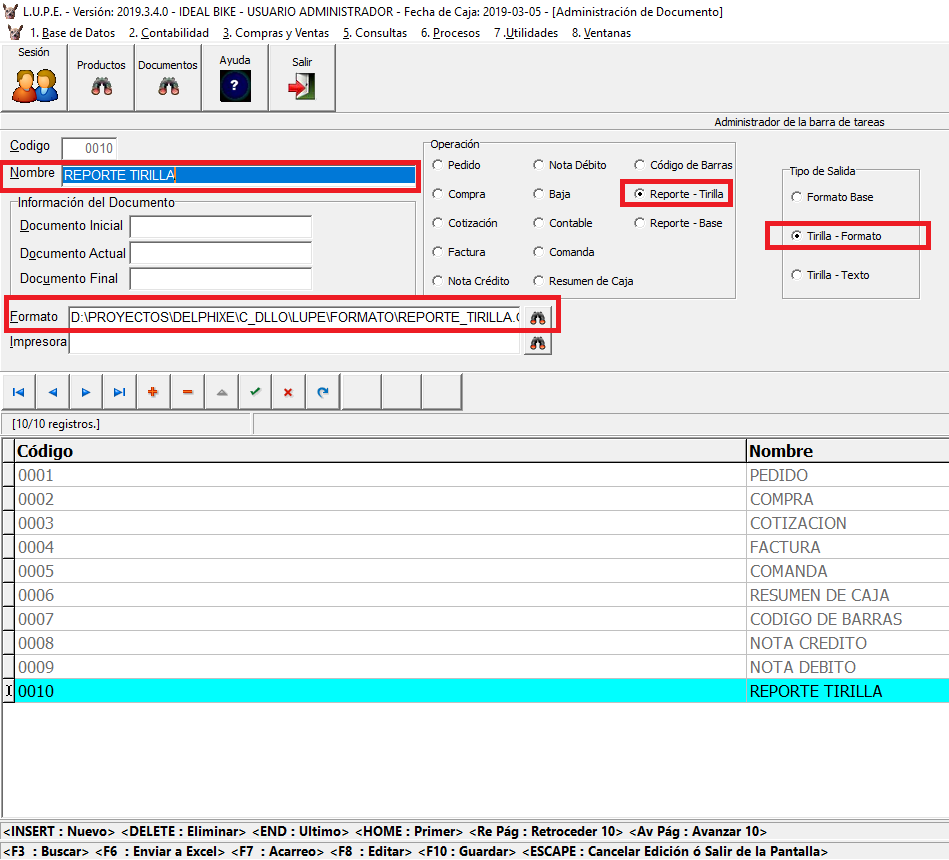 L.U.P.E. - Versión: 2019.3.4.0 - IDEAL BIKE - USUARIO ADMINISTRADOR - Fecha de Caja: 2019-03-05 - [Administración de Documento]
1. Base de Datos 2. Contabilidad 3. Compras y Ventas 5. Consultas 6. Procesos 7 .Utilidades 8. Ventanas
Sesión Productos Documentos Ayuda Salir
?
Administrador de la barra de tareas
Codigo 0010
Nombre REPORTE TIRILLA
Información del Documento
Documento Inicial
Documento Actual
Documento Final
Operación
Pedido Nota Débito Código de Barras
Compra Baja Reporte - Tirilla
Cotización Contable Reporte - Base
Factura Comanda
Nota Crédito Resumen de Caja
Tipo de Salida
Formato Base
Tirilla - Formato
Tirilla - Texto
Formato D:\PROYECTOS\DELPHIXE\C_DLLO\LUPE\FORMATO\REPORTE_TIRILLA.
Impresora
[10/10 registros.]
Código Nombre
0001 PEDIDO
0002 COMPRA
0003 COTIZACION
0004 FACTURA
0005 COMANDA
0006 RESUMEN DE CAJA
0007 CODIGO DE BARRAS
0008 NOTA CREDITO
0009 NOTA DEBITO
0010 REPORTE TIRILLA
<INSERT : Nuevo> <DELETE : Eliminar> <END : Ultimo> <HOME : Primer> <Re Pág : Retroceder 10> <Av Pág : Avanzar 10>
<F3 : Buscar> <F6 : Enviar a Excel> <F7 : Acarreo> <F8 : Editar> <F10 : Guardar> <ESCAPE : Cancelar Edición ó Salir de la Pantalla>